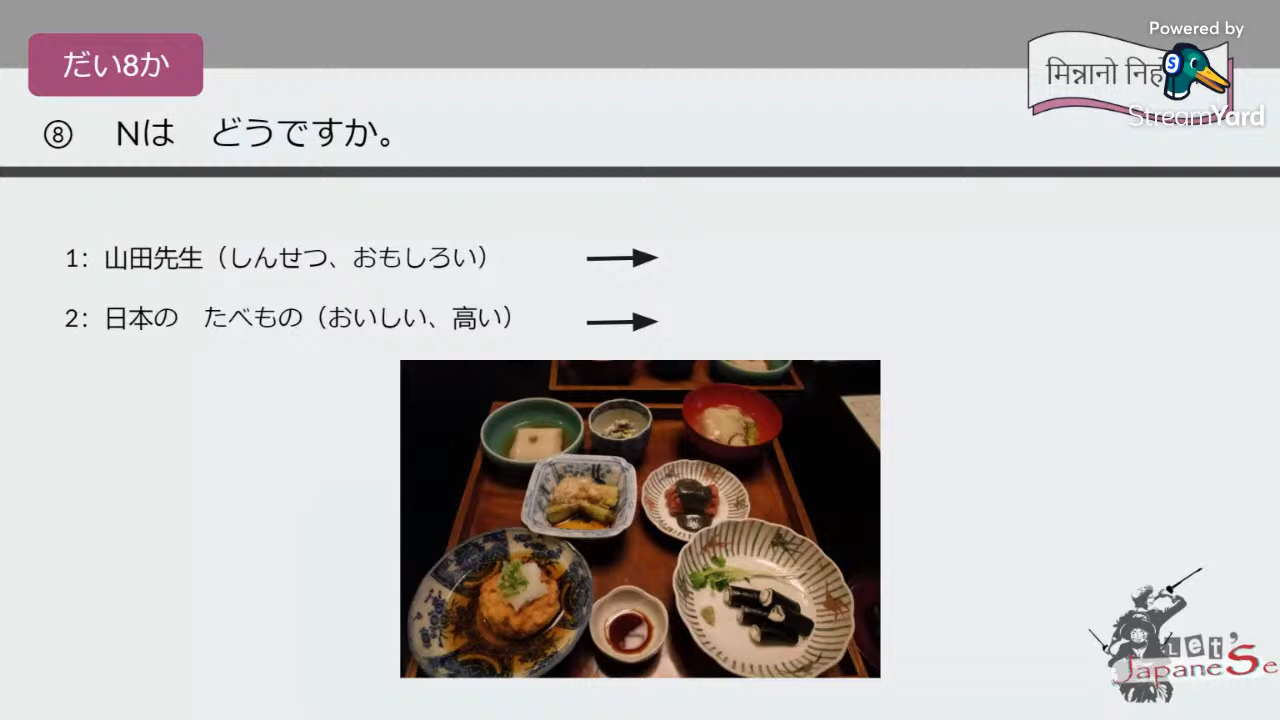 だい8か
Powered by
मिन्नानो
StreamYard
⑧ Nは どうですか。
1: 山田先生（しんせつ、おもしろい）
2: 日本の たべもの（おいしい、高い）
Let's
Japanese